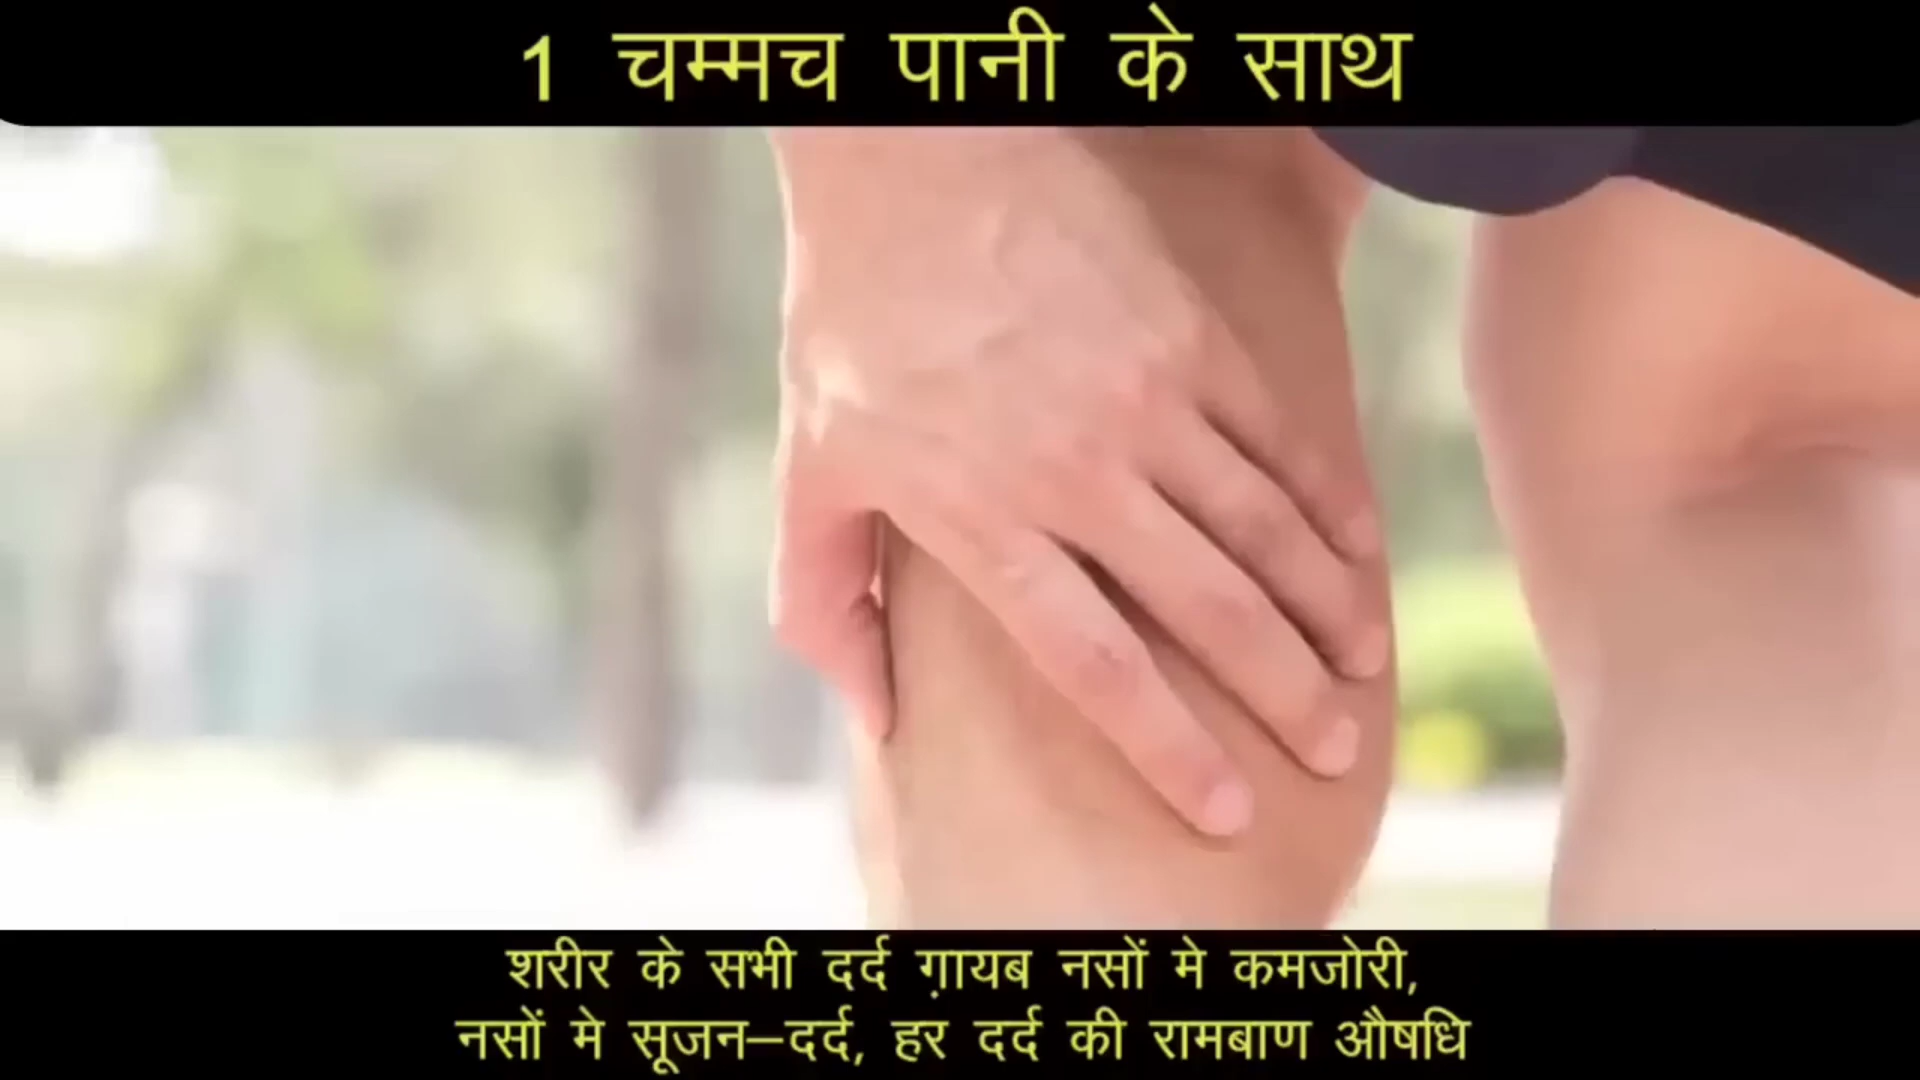 1 चम्मच पानी के साथ
शरीर के सभी दर्द ग़ायब नसों मे कमजोरी,
नसों मे सूजन–दर्द, हर दर्द की रामबाण औषधि